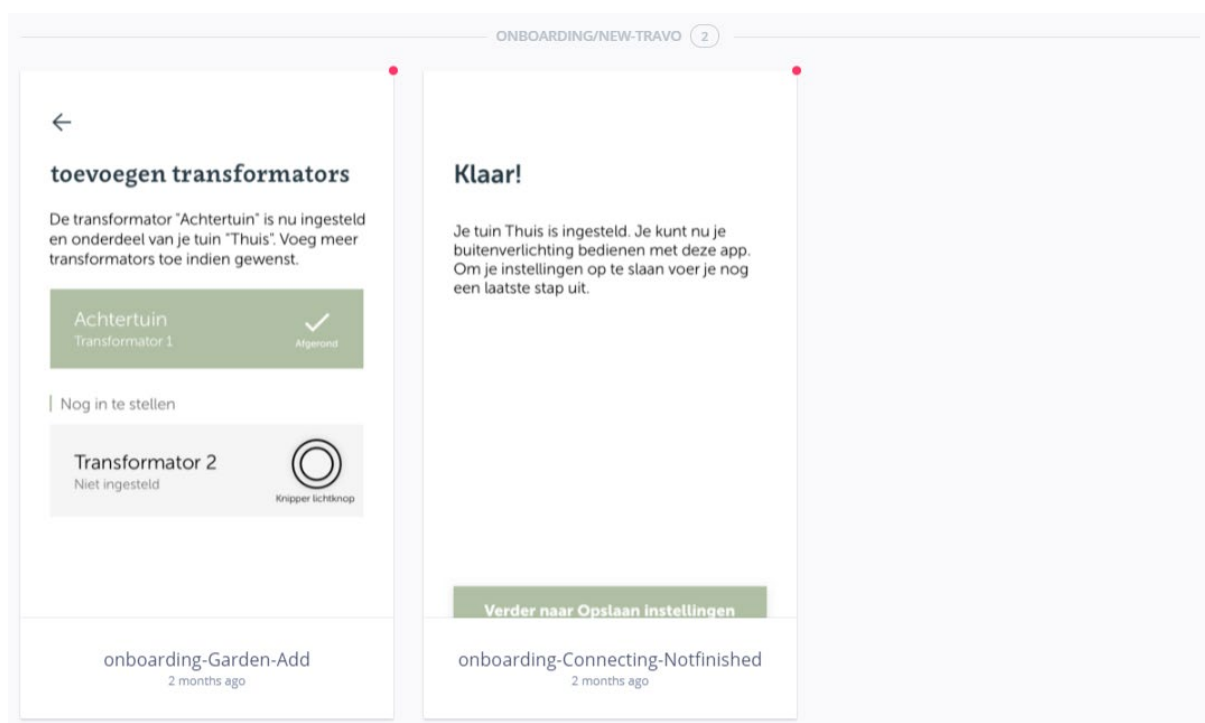 ONBOARDING/NEW-TRAVO 2
toevoegen transformators
De transformator "Achtertuin" is nu ingesteld
en onderdeel van je tuin "Thuis". Voeg meer
transformators toe indien gewenst.
Achtertuin
Transformator 1
Afgerond
Nog in te stellen
Transformator 2
Niet ingesteld
Knipper lichtknop
onboarding-Garden-Add
2 months ago
Klaar!
Je tuin Thuis is ingesteld. Je kunt nu je
buitenverlichting bedienen met deze app.
Om je instellingen op te slaan voer je nog
een laatste stap uit.
Verder naar Opslaan instellingen
onboarding-Connecting-Notfinished
2 months ago